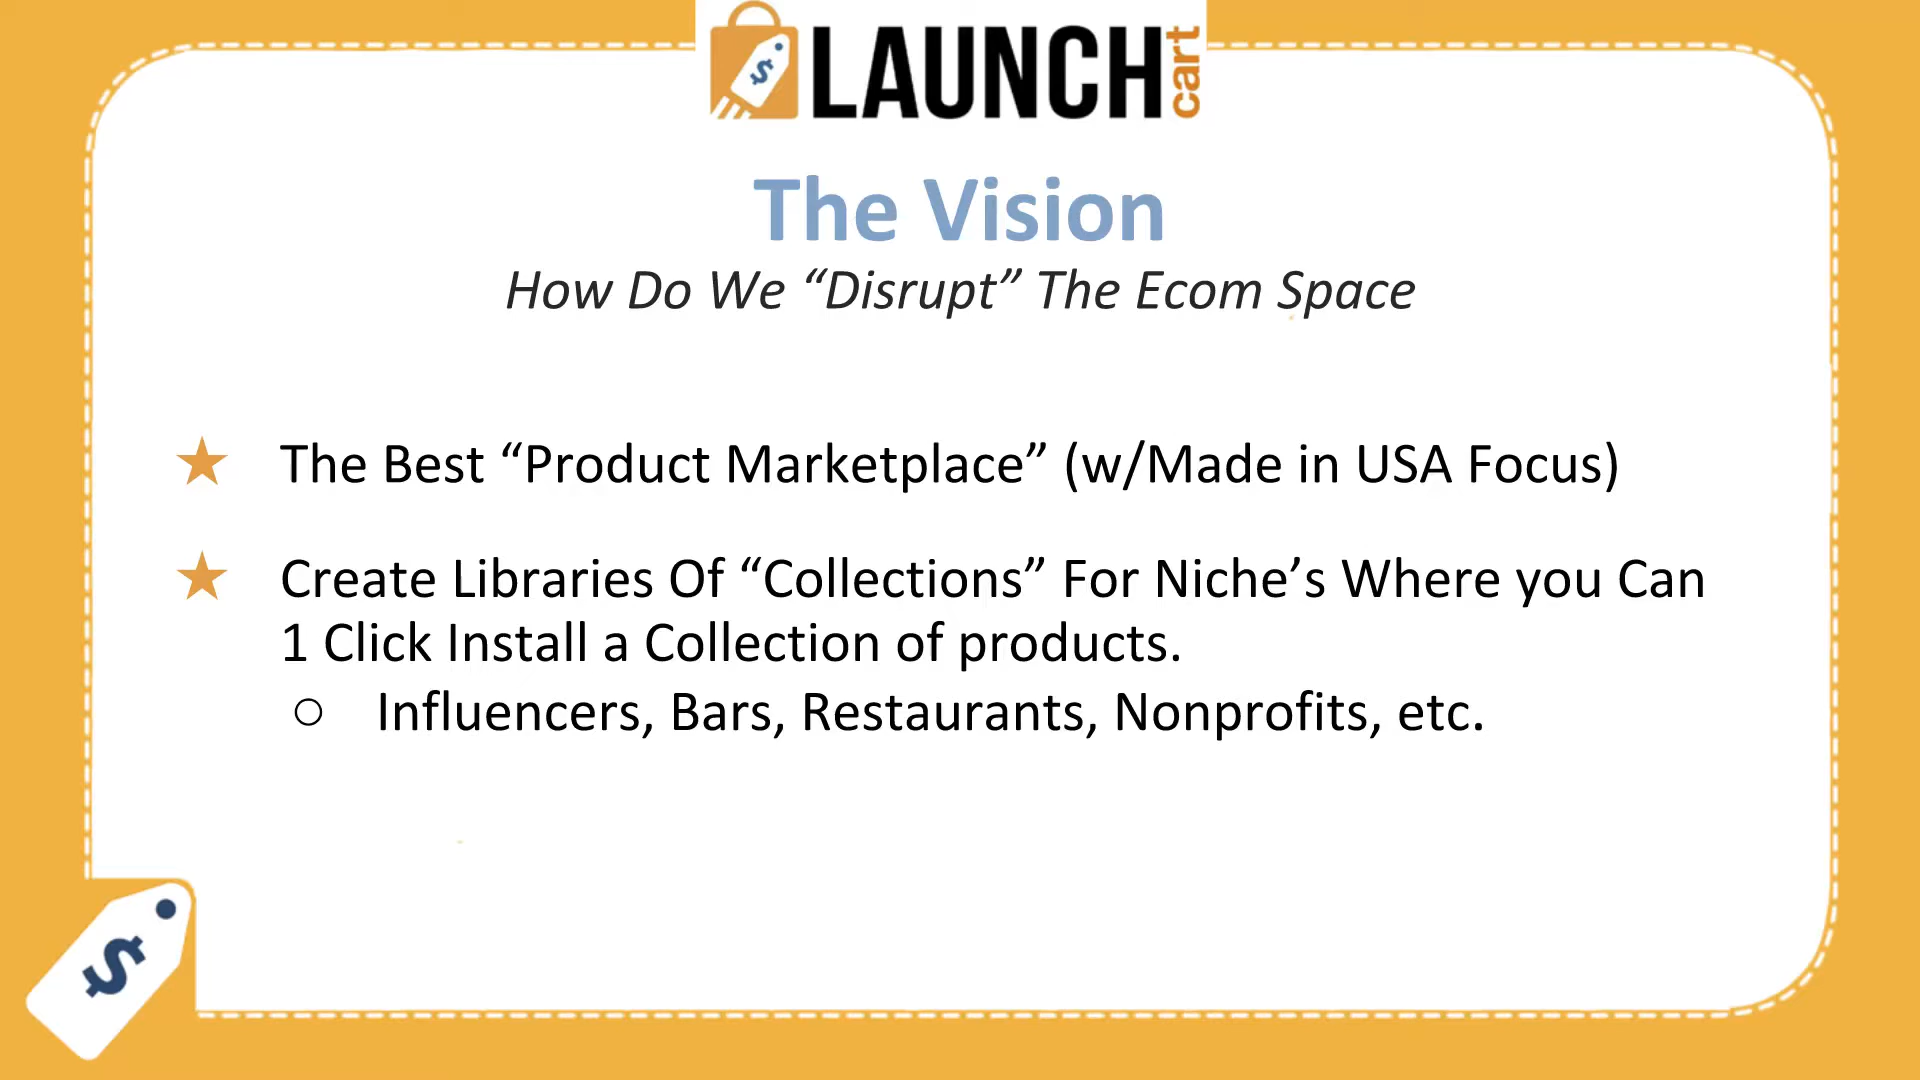 LAUNCH cart
The Vision
How Do We “Disrupt” The Ecom Space
★ The Best “Product Marketplace” (w/Made in USA Focus)
★ Create Libraries Of “Collections” For Niche’s Where you Can
1 Click Install a Collection of products.
○ Influencers, Bars, Restaurants, Nonprofits, etc.
$